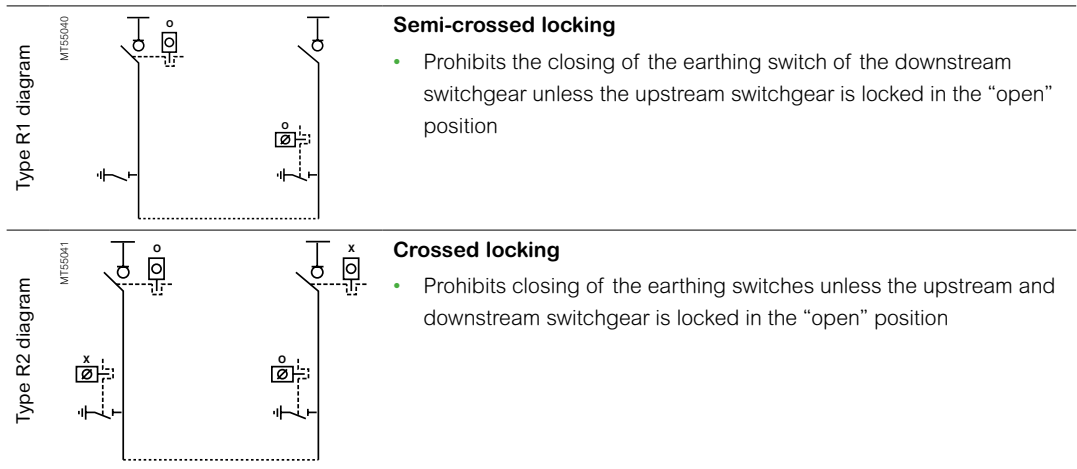 Type R1 diagram
MT55040
O
O
Semi-crossed locking
• Prohibits the closing of the earthing switch of the downstream
switchgear unless the upstream switchgear is locked in the “open”
position
Type R2 diagram
MT55041
O
X
X
O
Crossed locking
• Prohibits closing of the earthing switches unless the upstream and
downstream switchgear is locked in the “open” position